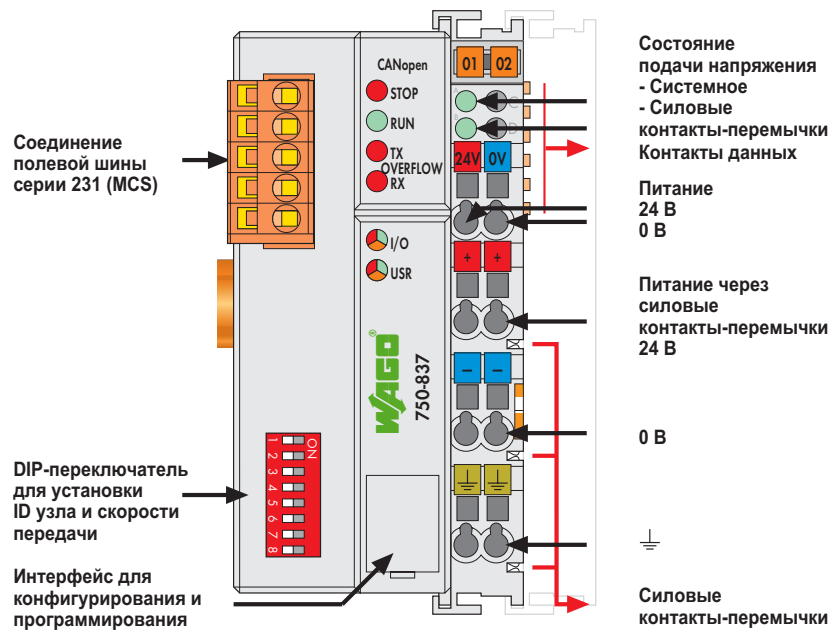 Соединение
полевой шины
серии 231 (MCS)
DIP-переключатель
для установки
ID узла и скорости
передачи
Интерфейс для
конфигурирования и
программирования
CANopen
STOP
RUN
TX
OVERFLOW
RX
I/O
USR
WAGO
®
750-837
ON
1
2
3
4
5
6
7
8
01 02
A
C
B
D
24V 0V
+ +
– –
Состояние
подачи напряжения
- Системное
- Силовые
контакты-перемычки
Контакты данных
Питание
24 В
0 В
Питание через
силовые
контакты-перемычки
24 В
0 В
Силовые
контакты-перемычки